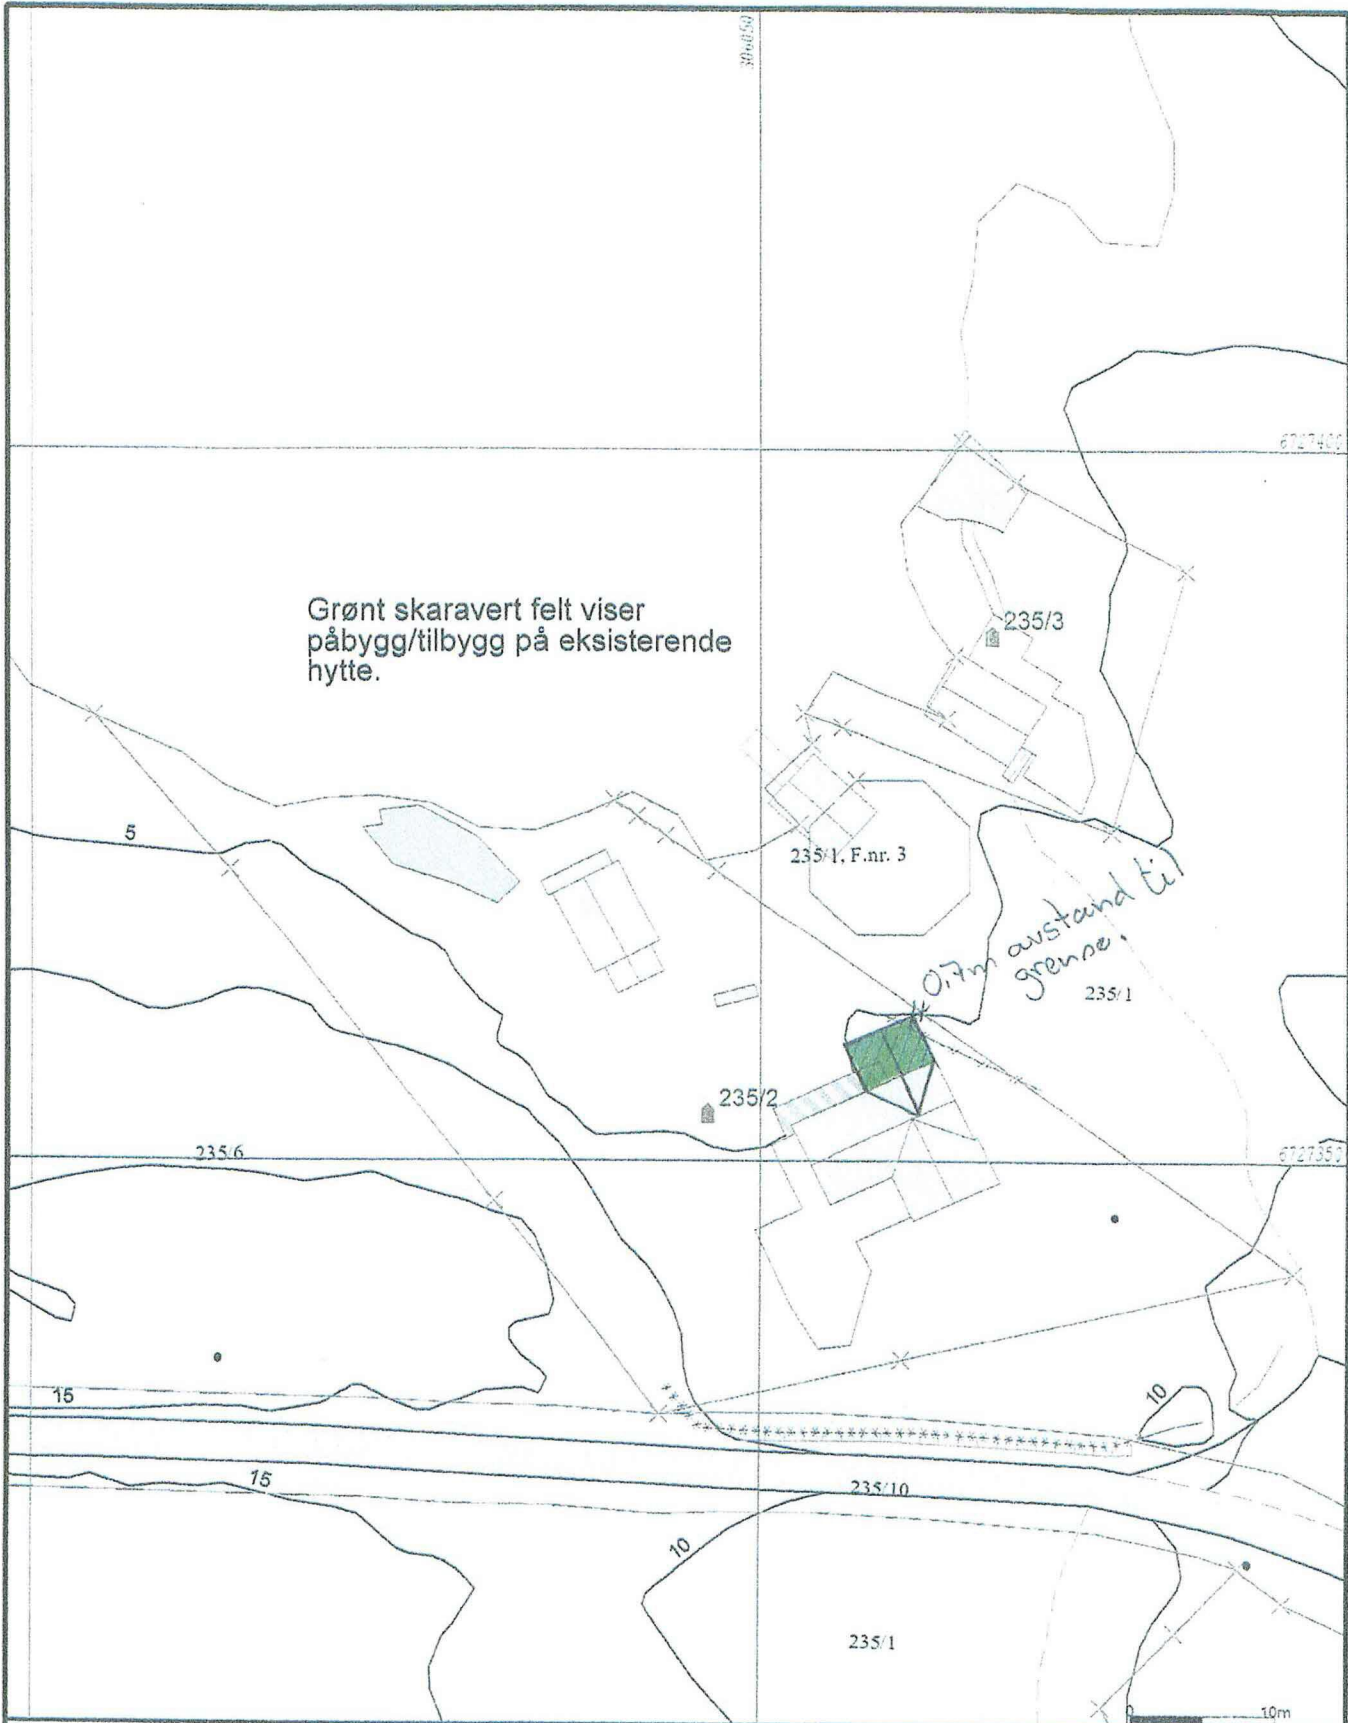 306050
6727400
Grønt skaravert felt viser
påbygg/tilbygg på eksisterende
hytte.
235/3
5
235/1, F.nr. 3
0,7m avstand til
grense.
235/1
235/2
235/6
6727350
15
10
15
235/10
10
235/1
0 10m